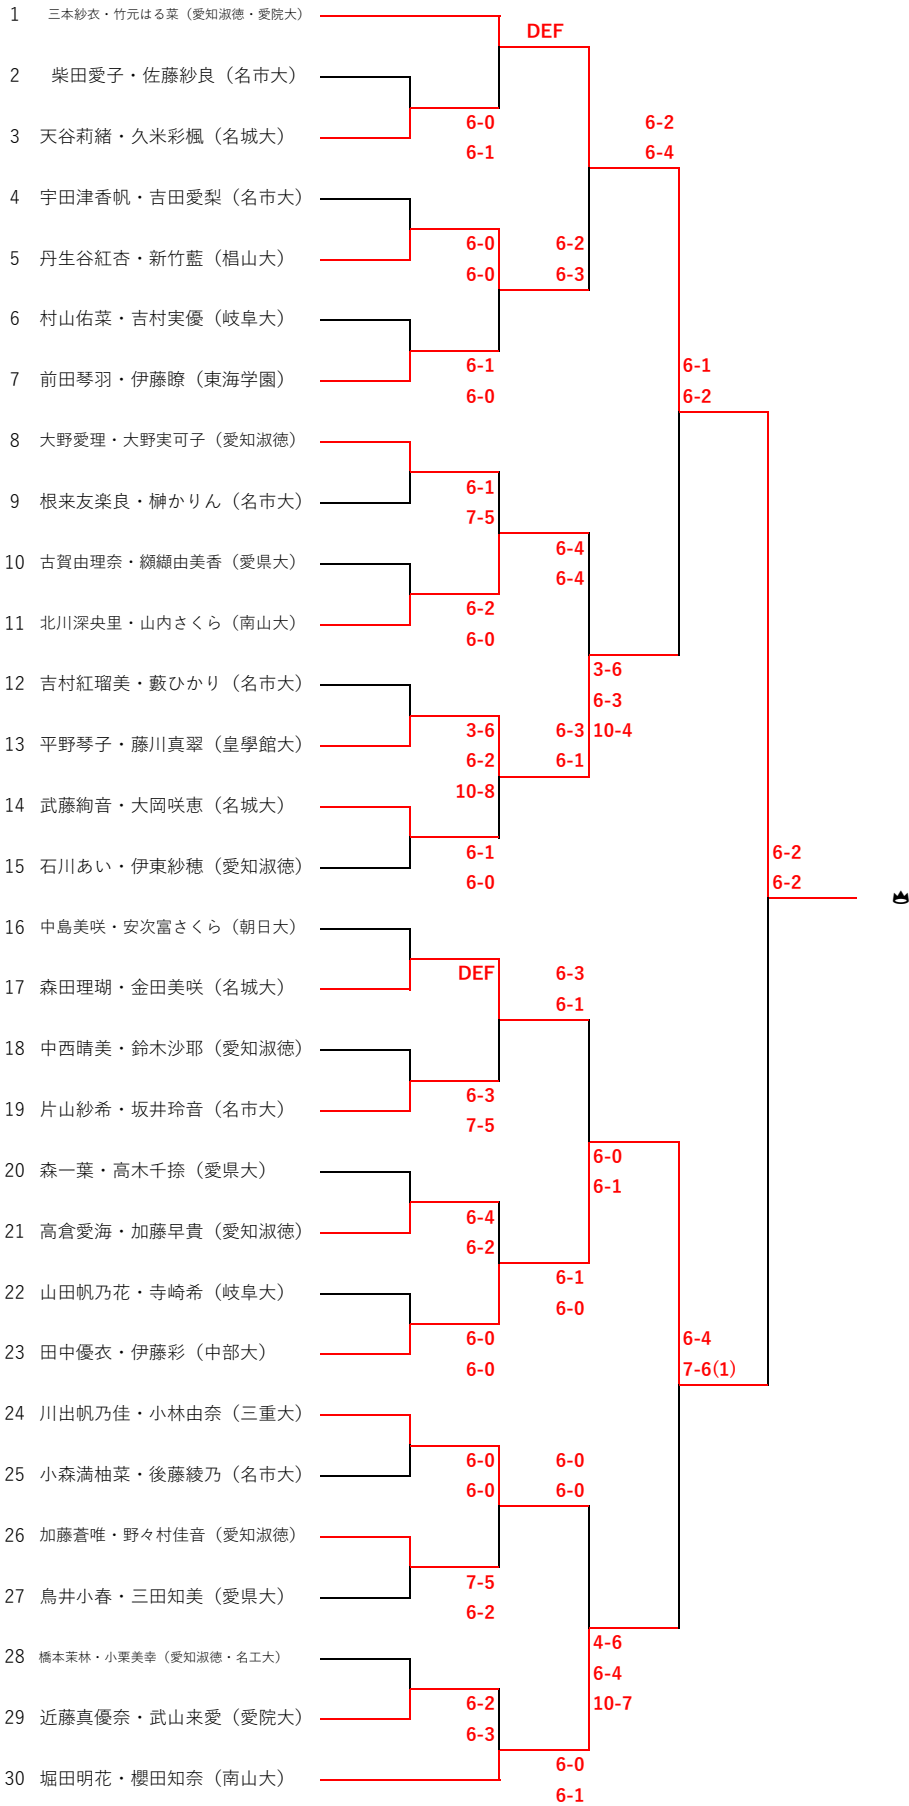 1 三本紗衣・竹元はる菜（愛知淑徳・愛院大）
DEF
2 柴田愛子・佐藤紗良（名市大）
6-0
6-1
6-2
6-4
3 天谷莉緒・久米彩楓（名城大）
4 宇田津香帆・吉田愛梨（名市大）
6-0
6-0
6-2
6-3
5 丹生谷紅杏・新竹藍（椙山大）
6 村山佑菜・吉村実優（岐阜大）
6-1
6-0
6-1
6-2
7 前田琴羽・伊藤瞭（東海学園）
8 大野愛理・大野実可子（愛知淑徳）
6-1
7-5
9 根来友楽良・榊かりん（名市大）
6-4
6-4
10 古賀由理奈・纐纈由美香（愛県大）
6-2
6-0
11 北川深央里・山内さくら（南山大）
3-6
6-3
10-4
12 吉村紅瑠美・藪ひかり（名市大）
3-6
6-2
10-8
6-3
6-1
13 平野琴子・藤川真翠（皇學館大）
14 武藤絢音・大岡咲恵（名城大）
6-1
6-0
6-2
6-2
15 石川あい・伊東紗穂（愛知淑徳）
16 中島美咲・安次富さくら（朝日大）
DEF
6-3
6-1
17 森田理瑚・金田美咲（名城大）
18 中西晴美・鈴木沙耶（愛知淑徳）
6-3
7-5
19 片山紗希・坂井玲音（名市大）
6-0
6-1
20 森一葉・高木千捺（愛県大）
6-4
6-2
21 高倉愛海・加藤早貴（愛知淑徳）
6-1
6-0
22 山田帆乃花・寺崎希（岐阜大）
6-0
6-0
6-4
7-6(1)
23 田中優衣・伊藤彩（中部大）
24 川出帆乃佳・小林由奈（三重大）
6-0
6-0
6-0
6-0
25 小森満柚菜・後藤綾乃（名市大）
26 加藤蒼唯・野々村佳音（愛知淑徳）
7-5
6-2
27 鳥井小春・三田知美（愛県大）
4-6
6-4
10-7
28 橋本茉林・小栗美幸（愛知淑徳・名工大）
6-2
6-3
29 近藤真優奈・武山来愛（愛院大）
6-0
6-1
30 堀田明花・櫻田知奈（南山大）